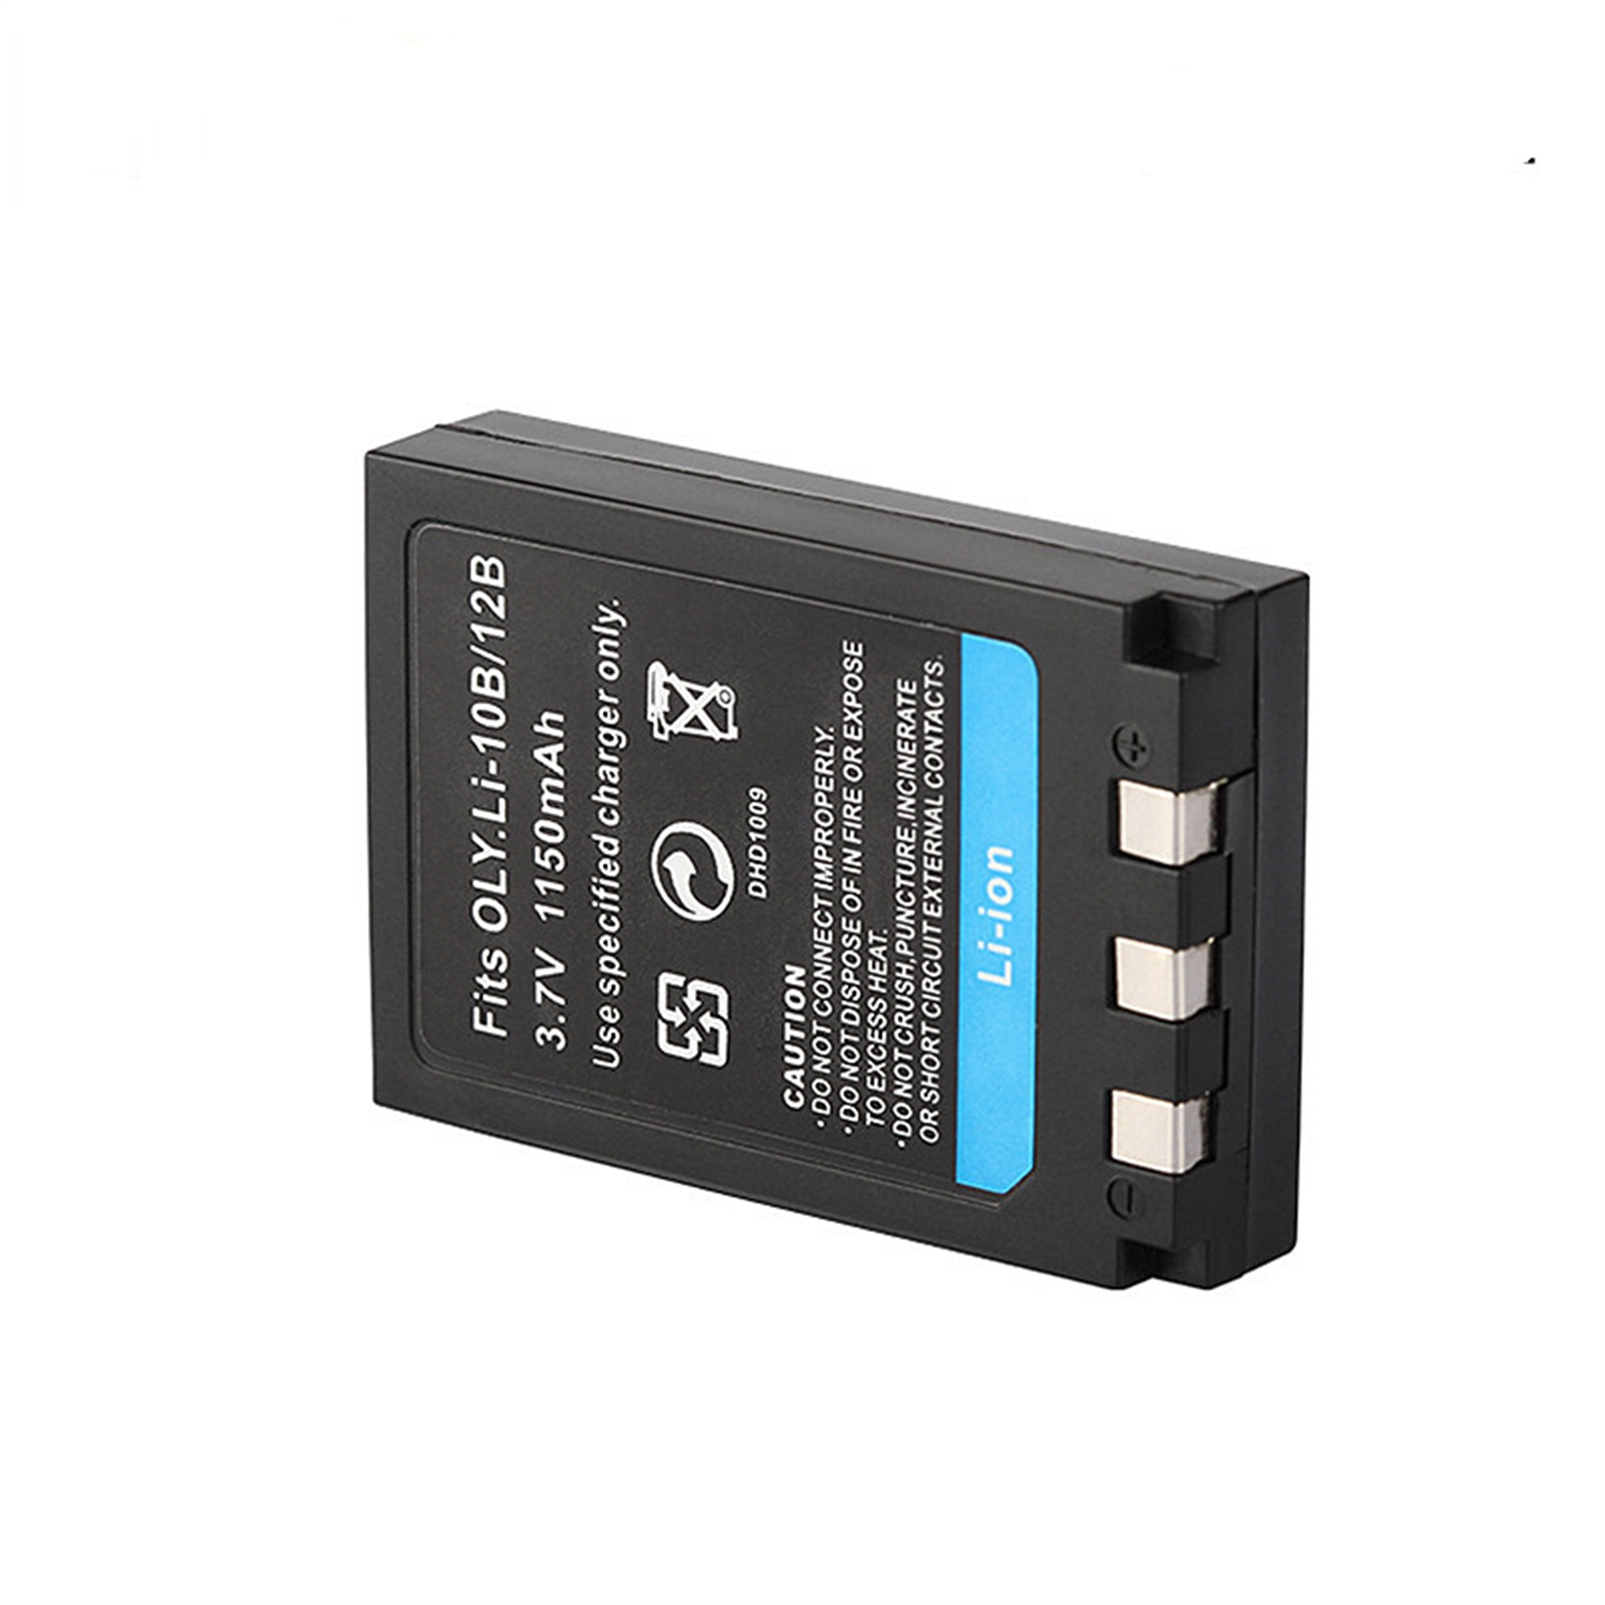 Fits OLY.Li-10B/12B
3.7V 1150mAh
Use specified charger only.
DHD1009
CAUTION
·DO NOT CONNECT IMPROPERLY.
·DO NOT DISPOSE OF IN FIRE OR EXPOSE
TO EXCESS HEAT.
·DO NOT CRUSH,PUNCTURE,INCINERATE
OR SHORT CIRCUIT EXTERNAL CONTACTS.
Li-ion
+
-